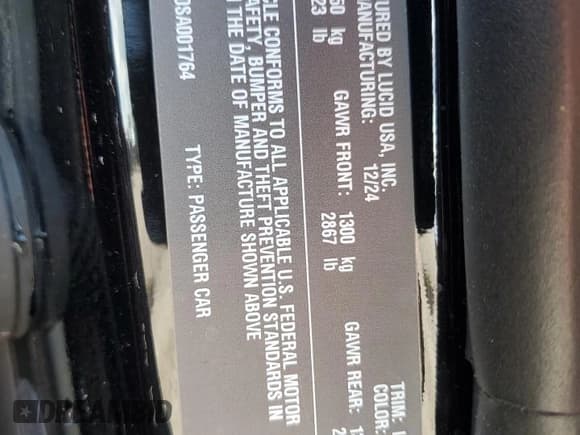 TURED BY LUCID USA, INC.
MANUFACTURING: 12/24
TRIM:
COLOR:
50 kg GAWR FRONT: 1300 kg GAWR REAR:
23 lb 2867 lb
CLE CONFORMS TO ALL APPLICABLE U.S. FEDERAL MOTOR
AFETY, BUMPER AND THEFT PREVENTION STANDARDS IN
N THE DATE OF MANUFACTURE SHOWN ABOVE
SA001764 TYPE: PASSENGER CAR
DREAMBID